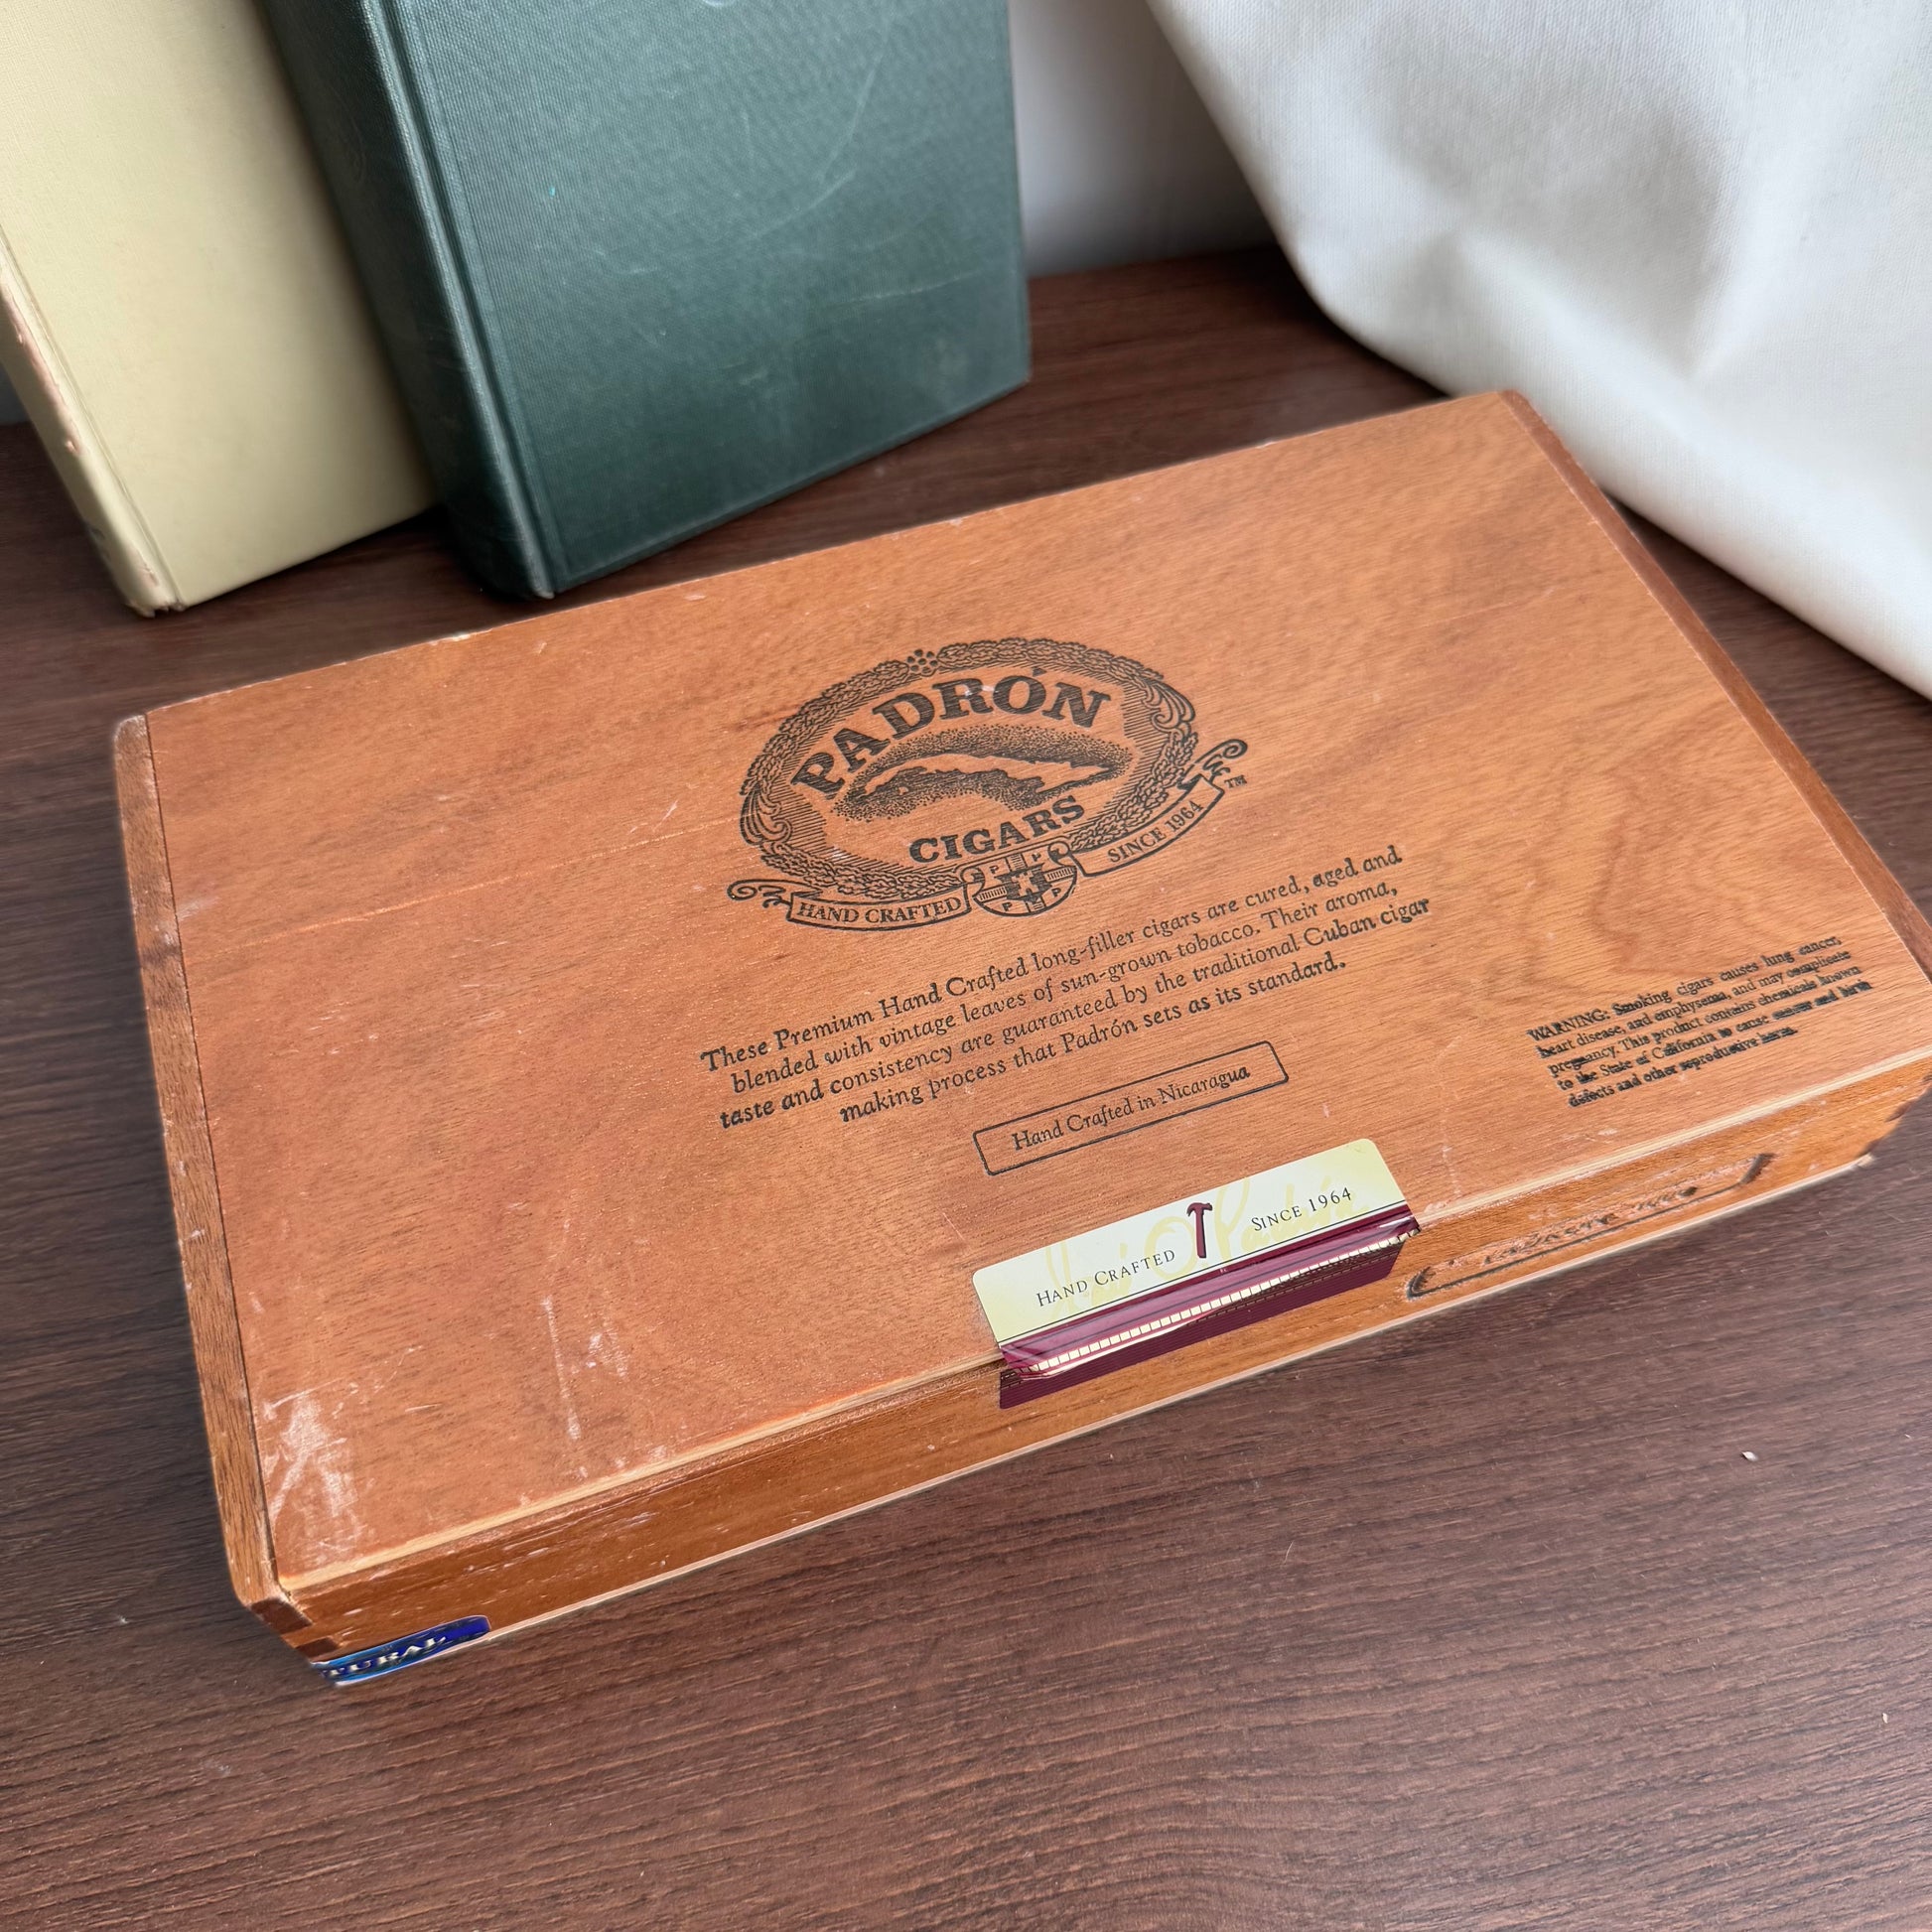 PADRÓN
CIGARS
HAND CRAFTED
SINCE 1964
TM
P P
P P
These Premium Hand Crafted long-filler cigars are cured, aged and
blended with vintage leaves of sun-grown tobacco. Their aroma,
taste and consistency are guaranteed by the traditional Cuban cigar
making process that Padrón sets as its standard.
Hand Crafted in Nicaragua
WARNING: Smoking cigars causes lung cancer,
heart disease, and emphysema, and may complicate
pregnancy. This product contains chemicals known
to the State of California to cause cancer and birth
defects and other reproductive harm.
HAND CRAFTED
SINCE 1964
TURAL